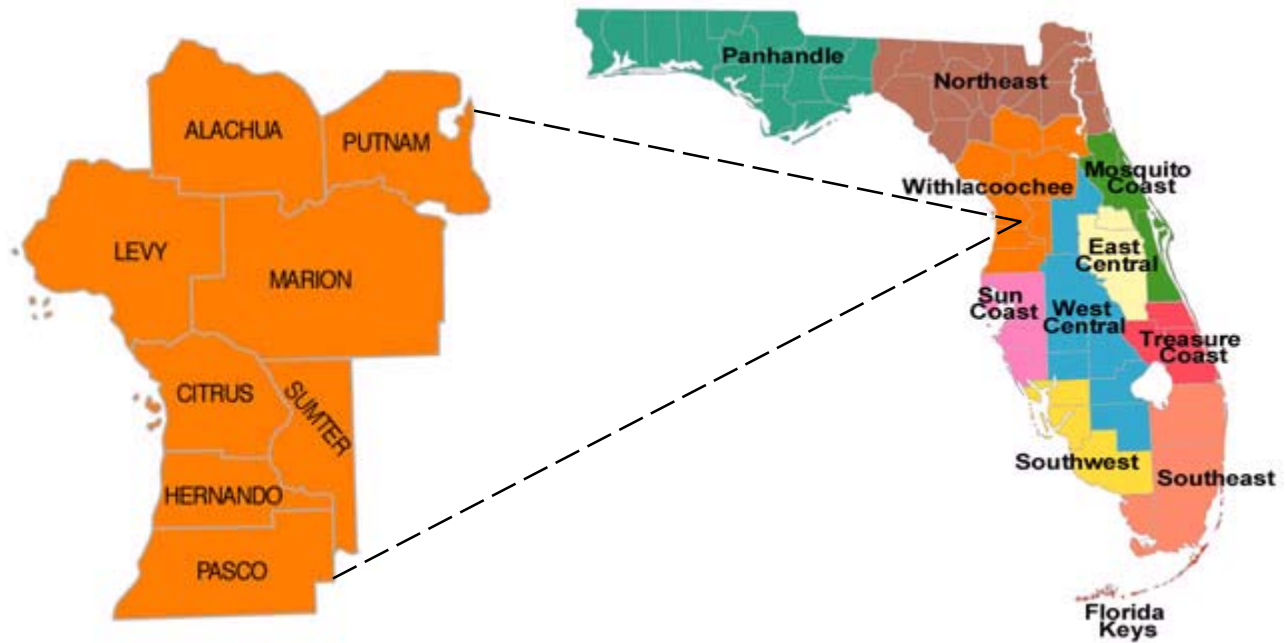 ALACHUA
PUTNAM
LEVY
MARION
CITRUS
SUMTER
HERNANDO
PASCO
Panhandle
Northeast
Withlacoochee
Mosquito
Coast
East
Central
Sun
Coast
West
Central
Treasure
Coast
Southwest
Southeast
Florida
Keys